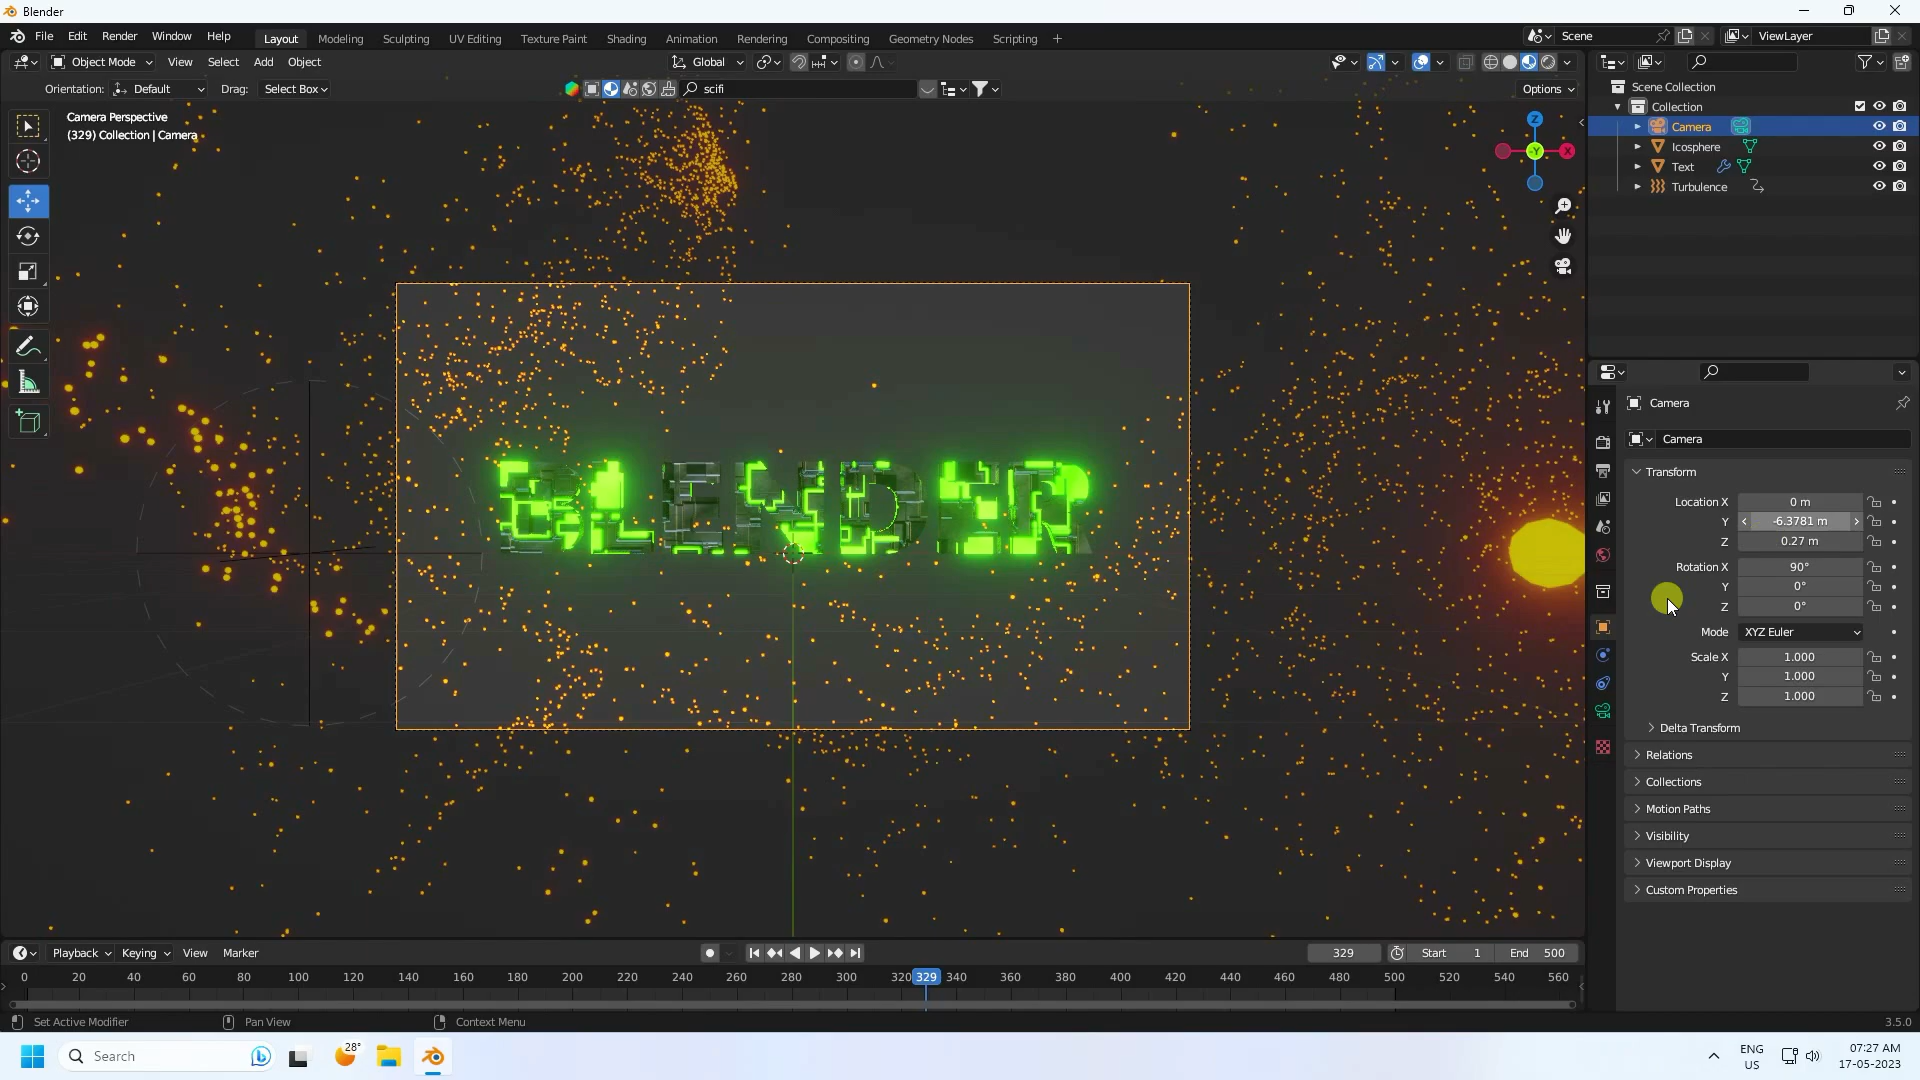 Blender
File Edit Render Window Help Layout Modeling Sculpting UV Editing Texture Paint Shading Animation Rendering Compositing Geometry Nodes Scripting + Scene ViewLayer
Object Mode View Select Add Object Global
Orientation: Default Drag: Select Box scifi Options
Camera Perspective
(329) Collection | Camera
Z
-Y X
BLENDER
Scene Collection
Collection
Camera
Icosphere
Text
Turbulence
Camera
Camera
Transform
Location X 0 m
Y -6.3781 m
Z 0.27 m
Rotation X 90°
Y 0°
Z 0°
Mode XYZ Euler
Scale X 1.000
Y 1.000
Z 1.000
Delta Transform
Relations
Collections
Motion Paths
Visibility
Viewport Display
Custom Properties
Playback Keying View Marker 329 Start 1 End 500
0 20 40 60 80 100 120 140 160 180 200 220 240 260 280 300 320 329 340 360 380 400 420 440 460 480 500 520 540 560
Set Active Modifier Pan View Context Menu 3.5.0
Search 28° ENG US 07:27 AM 17-05-2023